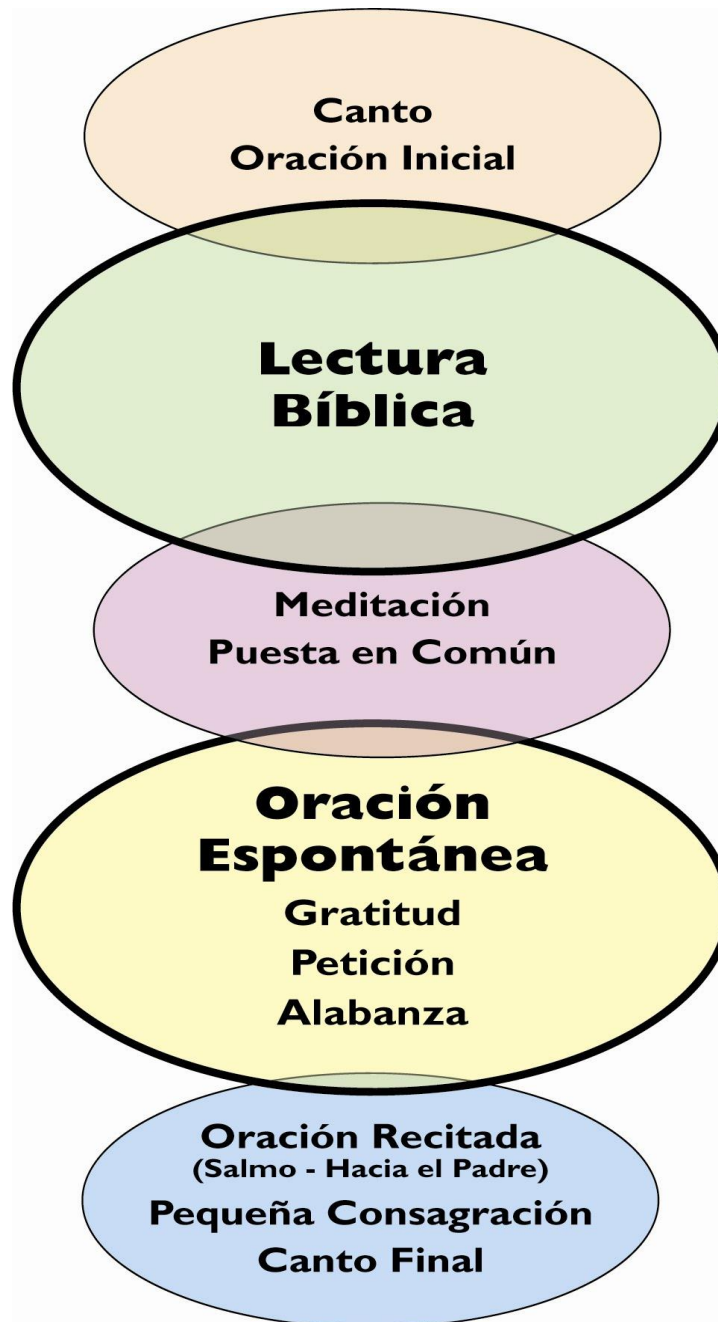 Canto
Oración Inicial
Lectura
Bíblica
Meditación
Puesta en Común
Oración
Espontánea
Gratitud
Petición
Alabanza
Oración Recitada
(Salmo - Hacia el Padre)
Pequeña Consagración
Canto Final